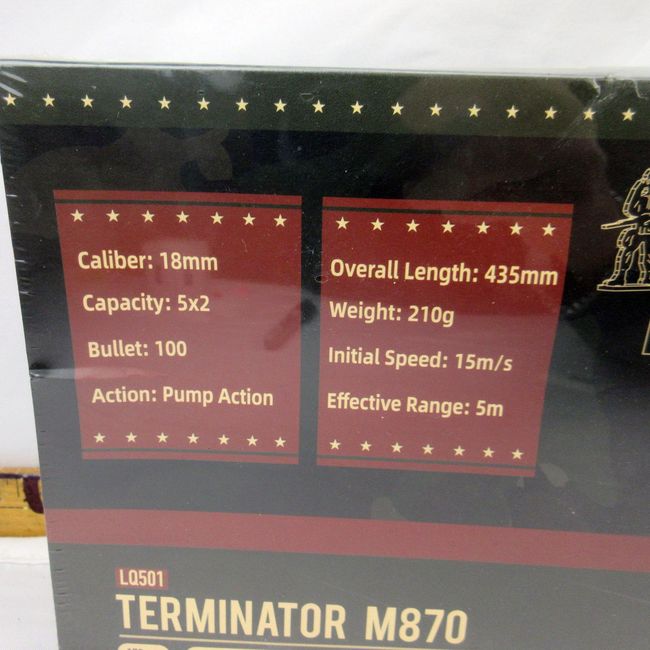 Caliber: 18mm
Capacity: 5x2
Bullet: 100
Action: Pump Action
Overall Length: 435mm
Weight: 210g
Initial Speed: 15m/s
Effective Range: 5m
LQ501
TERMINATOR M870